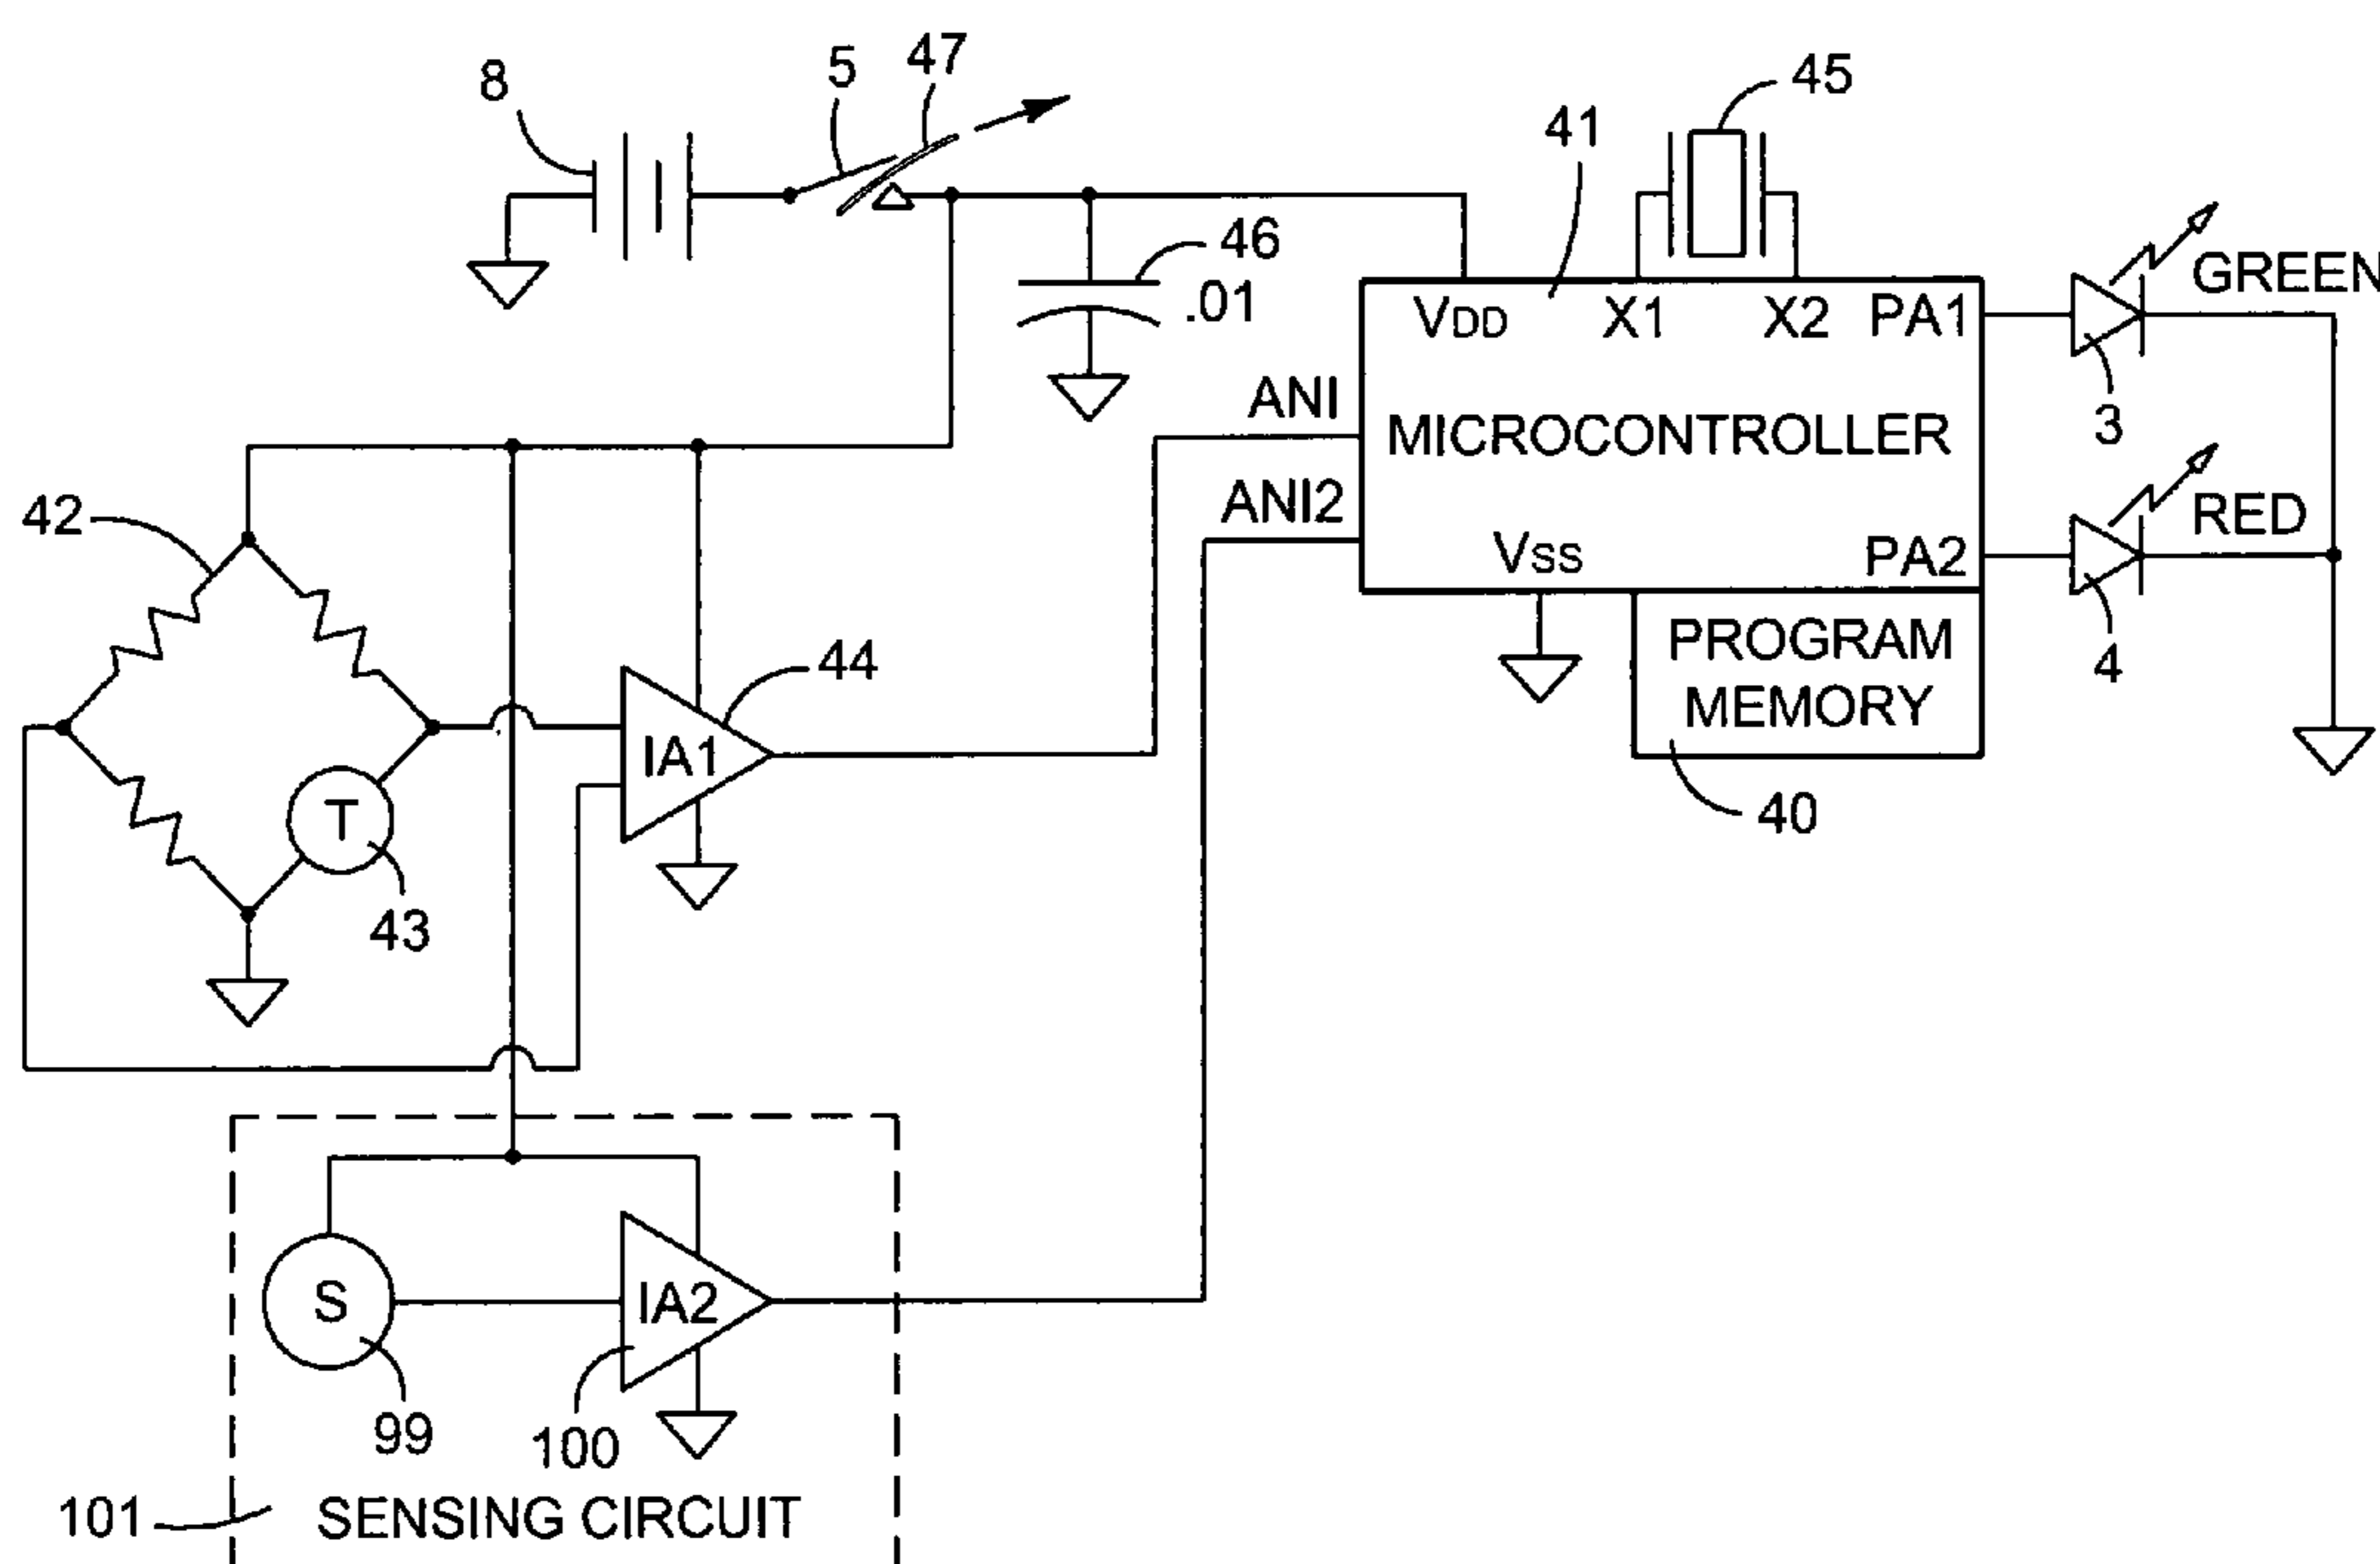 8
5
47
45
41
46
.01
GREEN
VDD
X1
X2
PA1
ANI
MICROCONTROLLER
3
ANI2
RED
42
VSS
PA2
PROGRAM
MEMORY
4
44
IA1
T
40
43
S
IA2
99
100
101
SENSING CIRCUIT